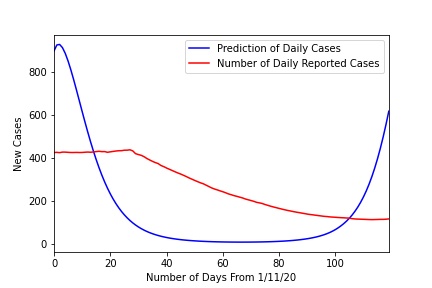 Prediction of Daily Cases
Number of Daily Reported Cases
New Cases
800
600
400
200
0
0 20 40 60 80 100
Number of Days From 1/11/20